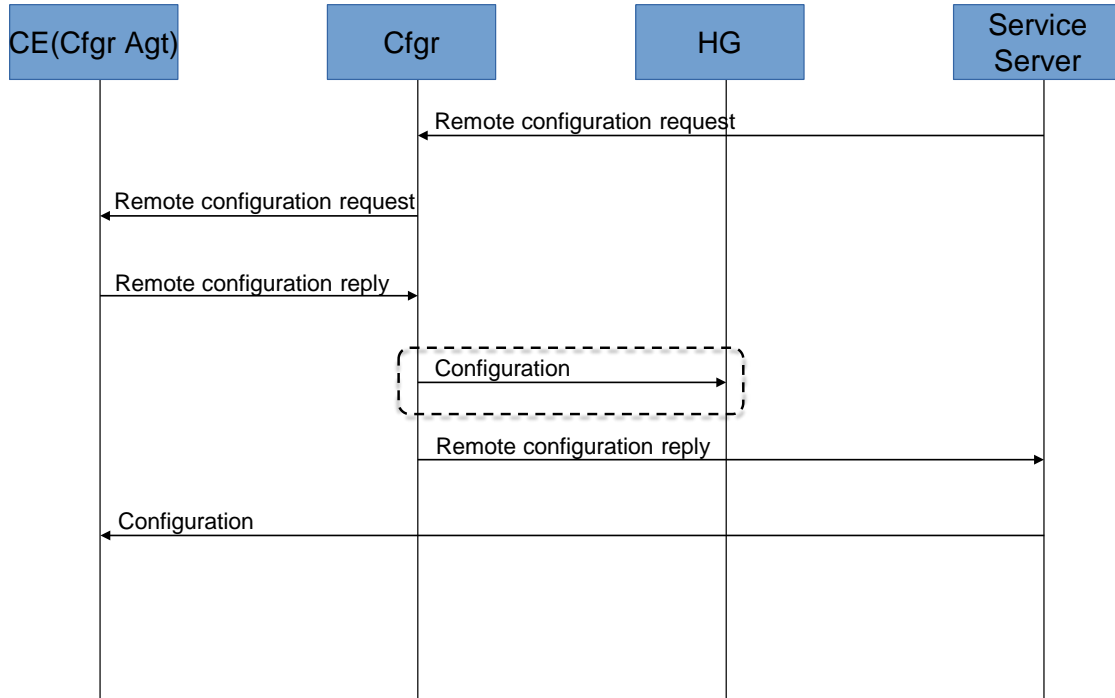 CE(Cfgr Agt)
Cfgr
HG
Service
Server
Remote configuration request
Remote configuration request
Remote configuration reply
Configuration
Remote configuration reply
Configuration